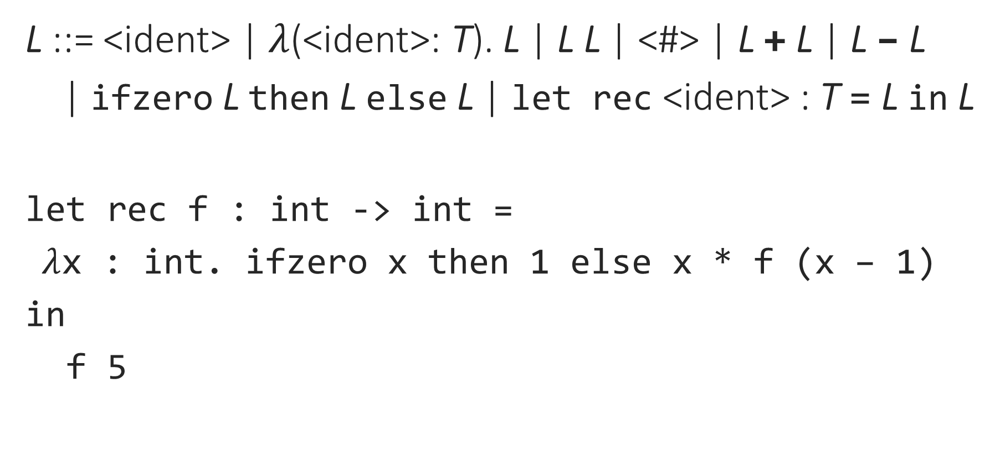 L ::= <ident> | λ(<ident>: T). L | L L | <#> | L + L | L – L
| ifzero L then L else L | let rec <ident> : T = L in L
let rec f : int -> int =
λx : int. ifzero x then 1 else x * f (x – 1)
in
f 5